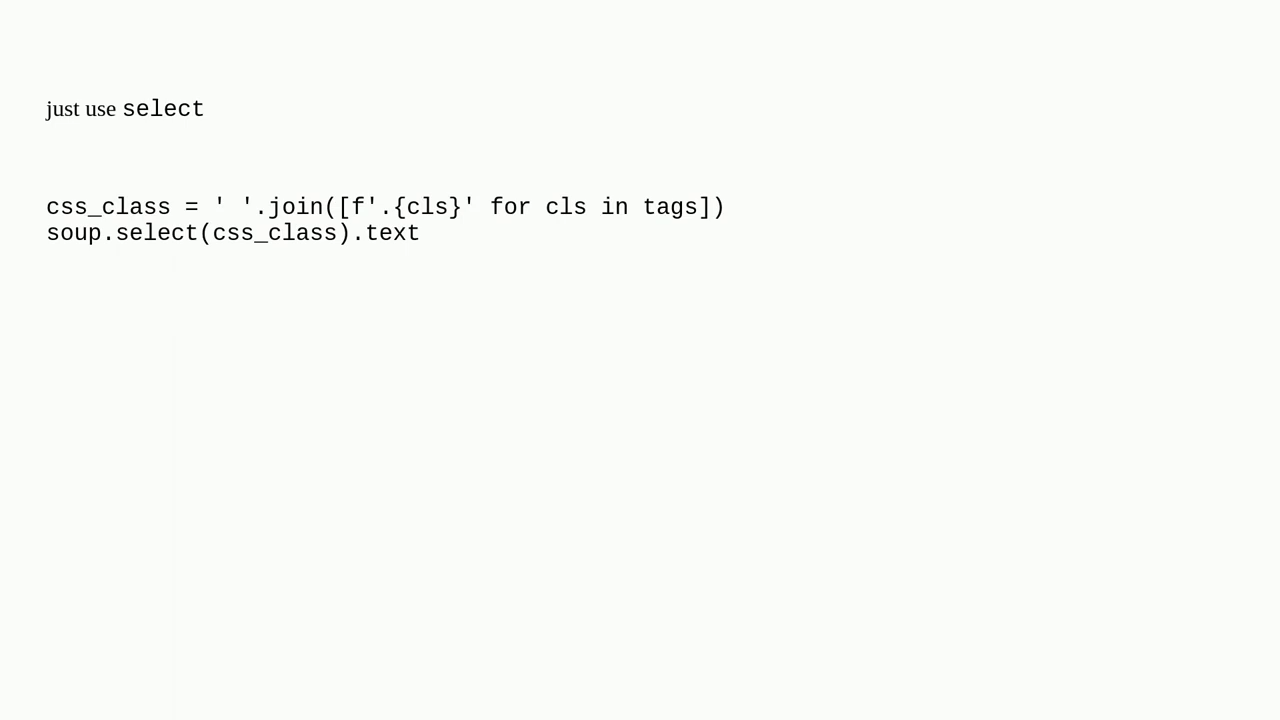 just use select
css_class = ' '.join([f'.{cls}' for cls in tags])
soup.select(css_class).text